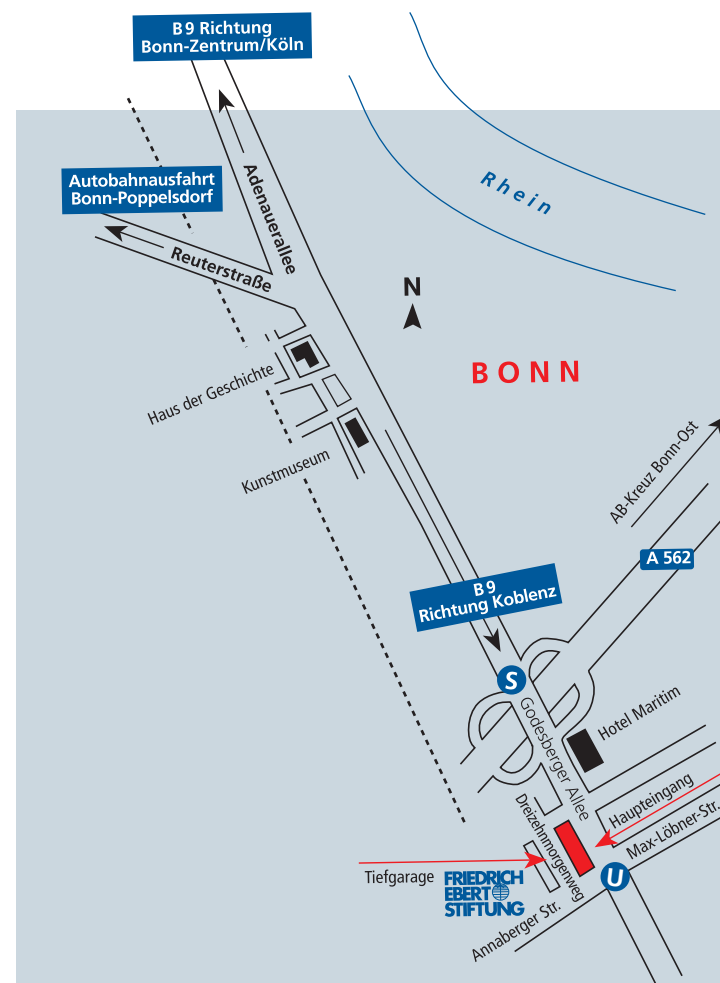 B 9 Richtung
Bonn-Zentrum/Köln
Autobahnausfahrt
Bonn-Poppelsdorf
Adenauerallee
Rhein
Reuterstraße
N
BONN
Haus der Geschichte
Kunstmuseum
AB-Kreuz Bonn-Ost
A 562
B 9
Richtung Koblenz
S
Godesberger Allee
Hotel Maritim
Haupteingang
Dreizehnmorgenweg
Max-Löbner-Str.
Tiefgarage
FRIEDRICH
EBERT
STIFTUNG
U
Annaberger Str.